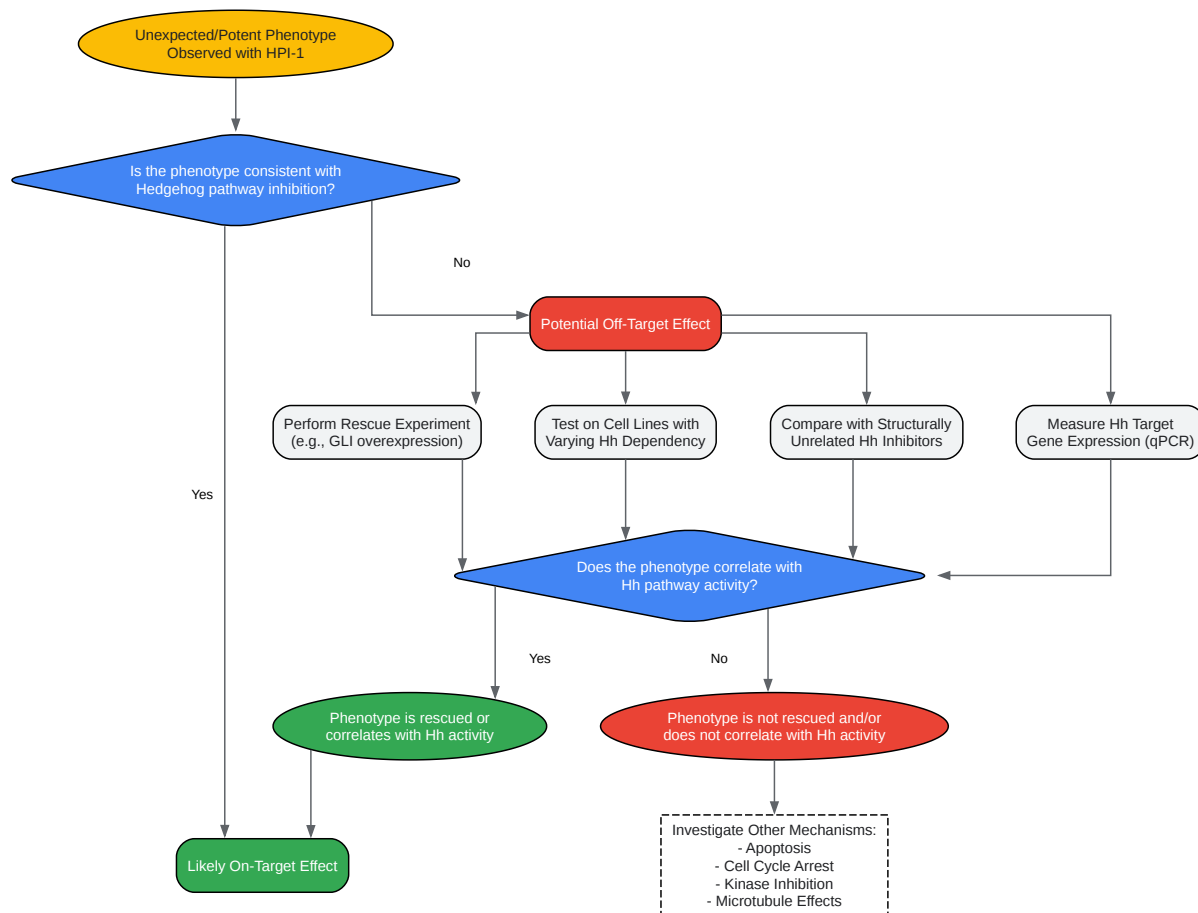 Unexpected/Potent Phenotype
Observed with HPI-1
Is the phenotype consistent with
Hedgehog pathway inhibition?
No
Potential Off-Target Effect
Perform Rescue Experiment
(e.g., GLI overexpression)
Test on Cell Lines with
Varying Hh Dependency
Compare with Structurally
Unrelated Hh Inhibitors
Measure Hh Target
Gene Expression (qPCR)
Yes
Does the phenotype correlate with
Hh pathway activity?
Yes
No
Phenotype is rescued or
correlates with Hh activity
Phenotype is not rescued and/or
does not correlate with Hh activity
Likely On-Target Effect
Investigate Other Mechanisms:
- Apoptosis
- Cell Cycle Arrest
- Kinase Inhibition
- Microtubule Effects